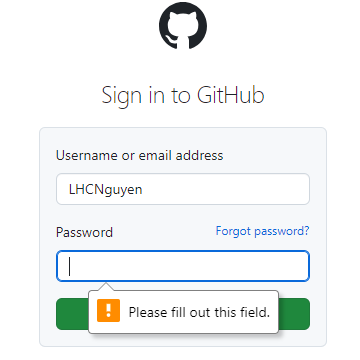 Sign in to GitHub
Username or email address
LHCNguyen
Password Forgot password?
Please fill out this field.